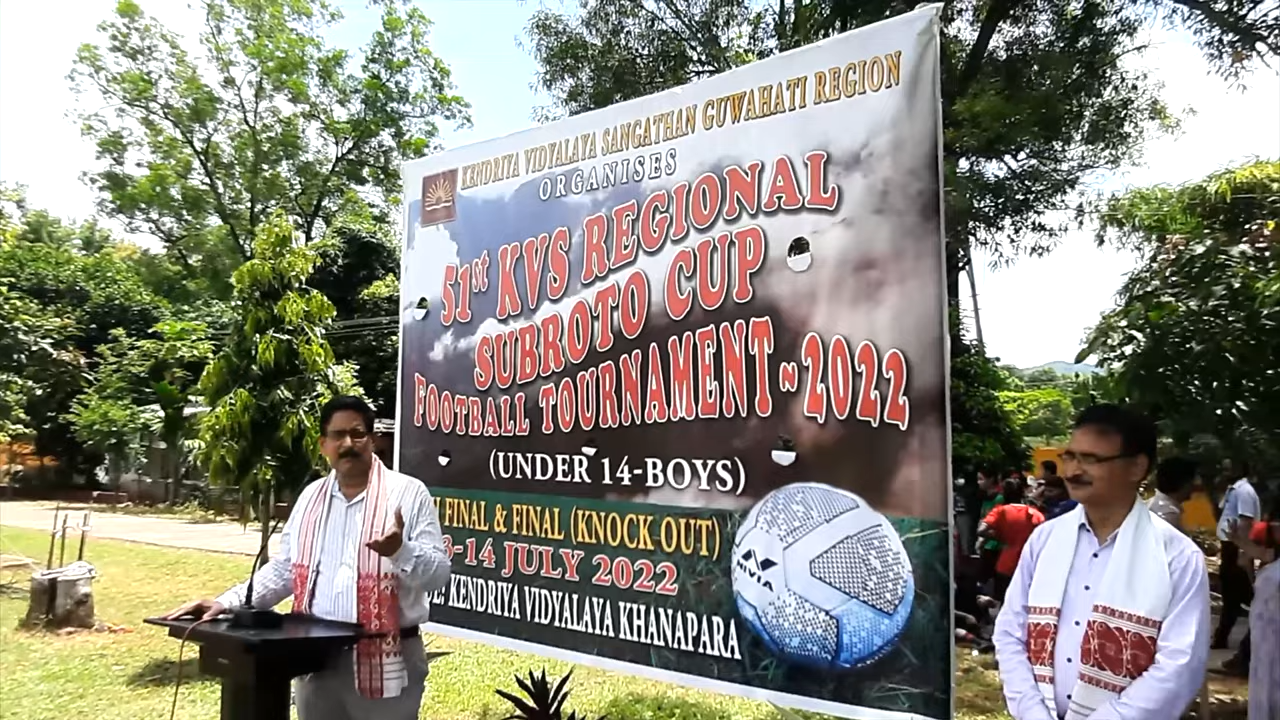 KENDRIYA VIDYALAYA SANGATHAN GUWAHATI REGION
ORGANISES
51st KVS REGIONAL
SUBROTO CUP
FOOTBALL TOURNAMENT~2022
(UNDER 14-BOYS)
FINAL & FINAL (KNOCK OUT)
-14 JULY 2022
KENDRIYA VIDYALAYA KHANAPARA
NIVIA